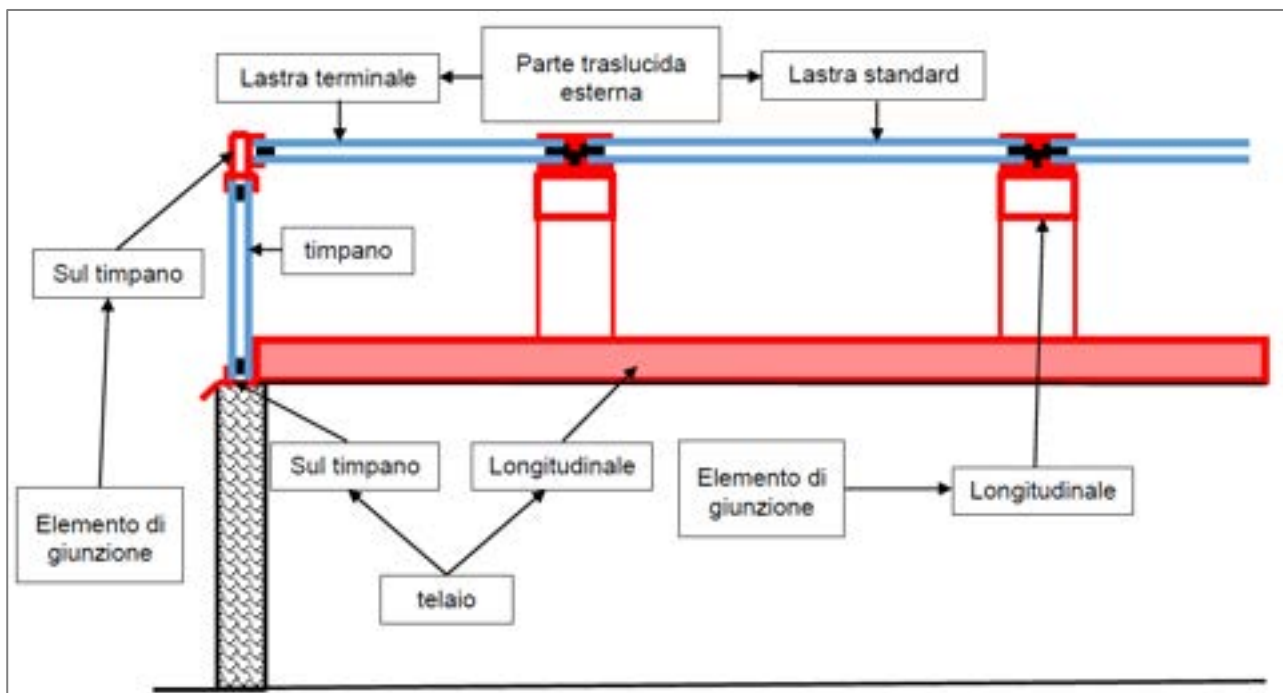 Lastra terminale
Parte traslucida
esterna
Lastra standard
Sul timpano
timpano
Sul timpano
Longitudinale
Elemento di
giunzione
Longitudinale
Elemento di
giunzione
telaio